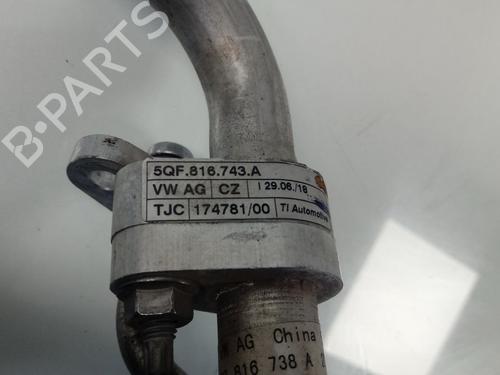 B-PARTS
5QF.816.743.A
VW AG CZ I 29.06./18
TJC 174781/00 TI Automotive
AG China
816 738 A